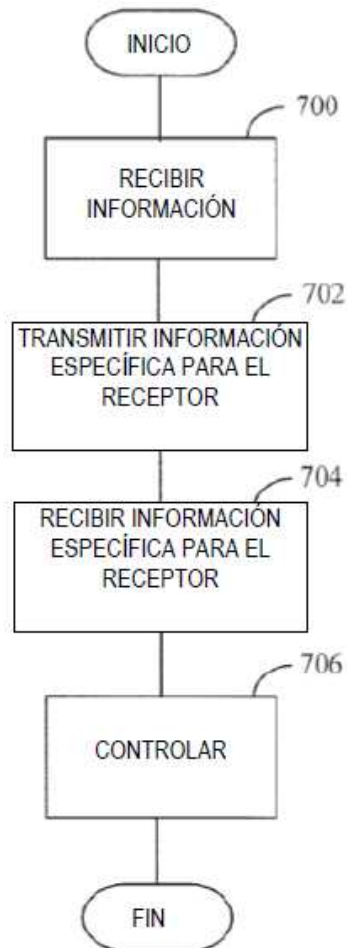 INICIO
700
RECIBIR
INFORMACIÓN
702
TRANSMITIR INFORMACIÓN
ESPECÍFICA PARA EL
RECEPTOR
704
RECIBIR INFORMACIÓN
ESPECÍFICA PARA EL
RECEPTOR
706
CONTROLAR
FIN